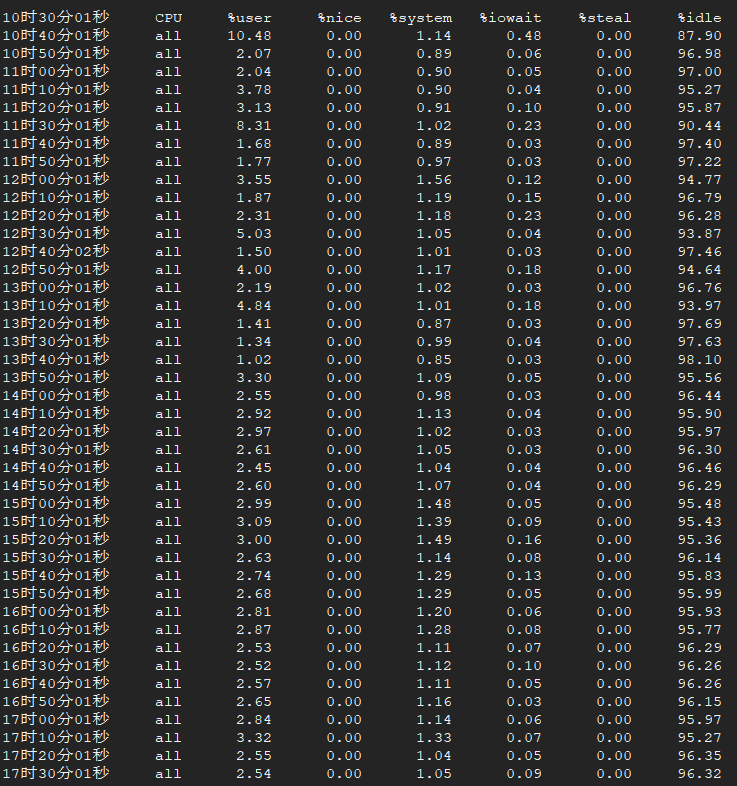 10时30分01秒 CPU %user %nice %system %iowait %steal %idle
10时40分01秒 all 10.48 0.00 1.14 0.48 0.00 87.90
10时50分01秒 all 2.07 0.00 0.89 0.06 0.00 96.98
11时00分01秒 all 2.04 0.00 0.90 0.05 0.00 97.00
11时10分01秒 all 3.78 0.00 0.90 0.04 0.00 95.27
11时20分01秒 all 3.13 0.00 0.91 0.10 0.00 95.87
11时30分01秒 all 8.31 0.00 1.02 0.23 0.00 90.44
11时40分01秒 all 1.68 0.00 0.89 0.03 0.00 97.40
11时50分01秒 all 1.77 0.00 0.97 0.03 0.00 97.22
12时00分01秒 all 3.55 0.00 1.56 0.12 0.00 94.77
12时10分01秒 all 1.87 0.00 1.19 0.15 0.00 96.79
12时20分01秒 all 2.31 0.00 1.18 0.23 0.00 96.28
12时30分01秒 all 5.03 0.00 1.05 0.04 0.00 93.87
12时40分02秒 all 1.50 0.00 1.01 0.03 0.00 97.46
12时50分01秒 all 4.00 0.00 1.17 0.18 0.00 94.64
13时00分01秒 all 2.19 0.00 1.02 0.03 0.00 96.76
13时10分01秒 all 4.84 0.00 1.01 0.18 0.00 93.97
13时20分01秒 all 1.41 0.00 0.87 0.03 0.00 97.69
13时30分01秒 all 1.34 0.00 0.99 0.04 0.00 97.63
13时40分01秒 all 1.02 0.00 0.85 0.03 0.00 98.10
13时50分01秒 all 3.30 0.00 1.09 0.05 0.00 95.56
14时00分01秒 all 2.55 0.00 0.98 0.03 0.00 96.44
14时10分01秒 all 2.92 0.00 1.13 0.04 0.00 95.90
14时20分01秒 all 2.97 0.00 1.02 0.03 0.00 95.97
14时30分01秒 all 2.61 0.00 1.05 0.03 0.00 96.30
14时40分01秒 all 2.45 0.00 1.04 0.04 0.00 96.46
14时50分01秒 all 2.60 0.00 1.07 0.04 0.00 96.29
15时00分01秒 all 2.99 0.00 1.48 0.05 0.00 95.48
15时10分01秒 all 3.09 0.00 1.39 0.09 0.00 95.43
15时20分01秒 all 3.00 0.00 1.49 0.16 0.00 95.36
15时30分01秒 all 2.63 0.00 1.14 0.08 0.00 96.14
15时40分01秒 all 2.74 0.00 1.29 0.13 0.00 95.83
15时50分01秒 all 2.68 0.00 1.29 0.05 0.00 95.99
16时00分01秒 all 2.81 0.00 1.20 0.06 0.00 95.93
16时10分01秒 all 2.87 0.00 1.28 0.08 0.00 95.77
16时20分01秒 all 2.53 0.00 1.11 0.07 0.00 96.29
16时30分01秒 all 2.52 0.00 1.12 0.10 0.00 96.26
16时40分01秒 all 2.57 0.00 1.11 0.05 0.00 96.26
16时50分01秒 all 2.65 0.00 1.16 0.03 0.00 96.15
17时00分01秒 all 2.84 0.00 1.14 0.06 0.00 95.97
17时10分01秒 all 3.32 0.00 1.33 0.07 0.00 95.27
17时20分01秒 all 2.55 0.00 1.04 0.05 0.00 96.35
17时30分01秒 all 2.54 0.00 1.05 0.09 0.00 96.32